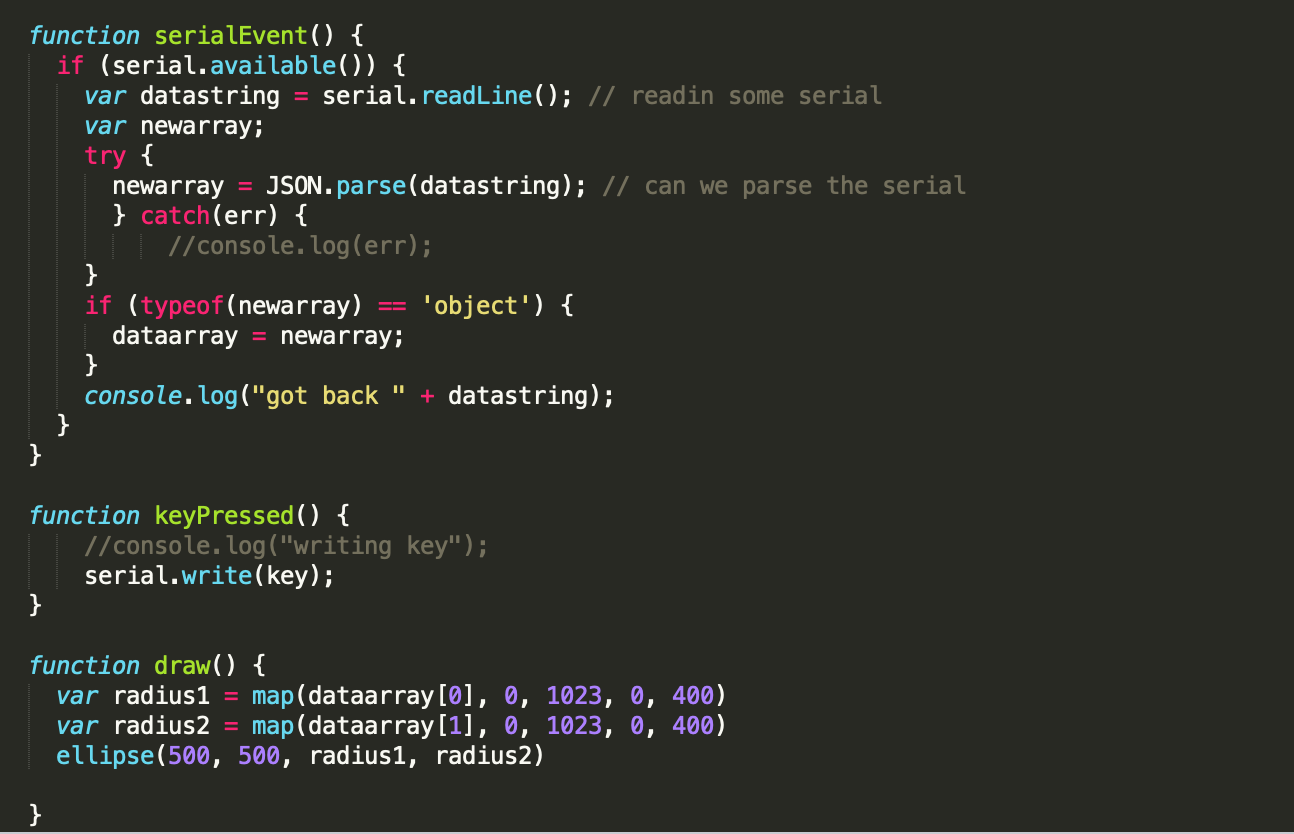 function serialEvent() {
  if (serial.available()) {
    var datastring = serial.readLine(); // readin some serial
    var newarray;
    try {
      newarray = JSON.parse(datastring); // can we parse the serial
      } catch(err) {
          //console.log(err);
    }
    if (typeof(newarray) == 'object') {
      dataarray = newarray;
    }
    console.log("got back " + datastring);
  }
}

function keyPressed() {
    //console.log("writing key");
    serial.write(key);
}

function draw() {
  var radius1 = map(dataarray[0], 0, 1023, 0, 400)
  var radius2 = map(dataarray[1], 0, 1023, 0, 400)
  ellipse(500, 500, radius1, radius2)

}